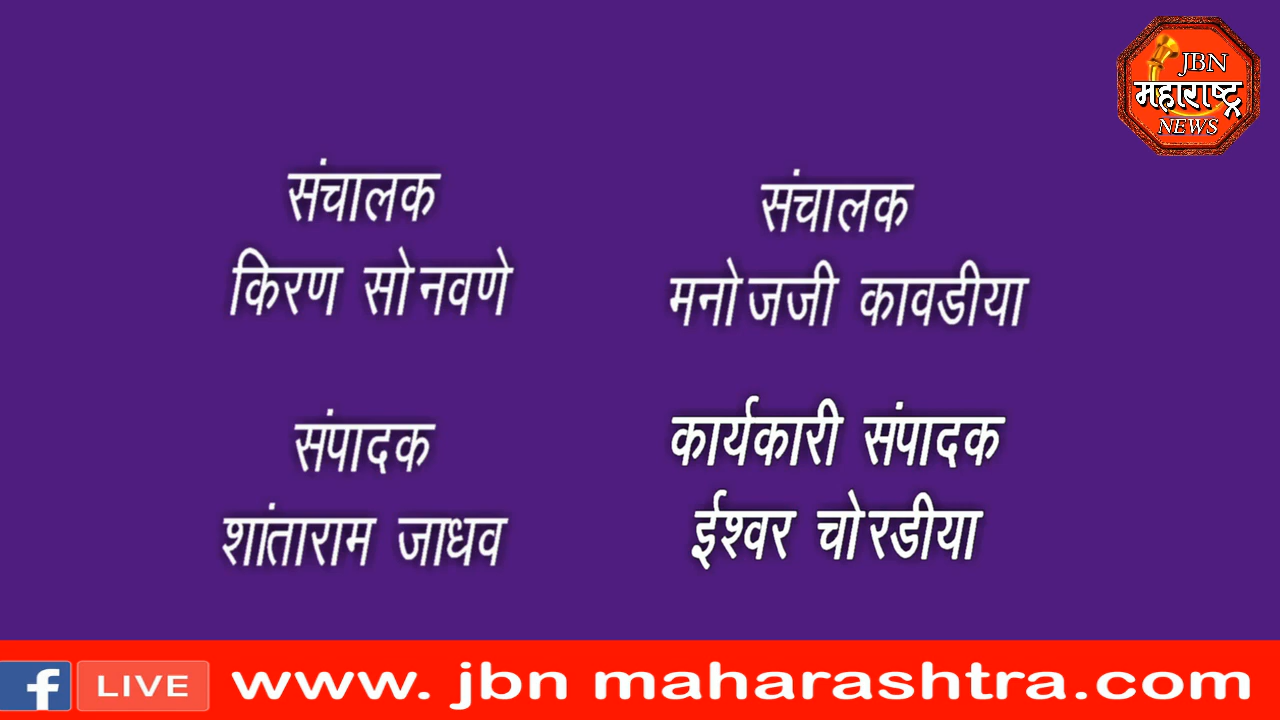 JBN
महाराष्ट्र
NEWS
संचालक
किरण सोनवणे
संचालक
मनोजजी कावडीया
संपादक
शांताराम जाधव
कार्यकारी संपादक
ईश्वर चोरडीया
f LIVE www. jbn maharashtra.com